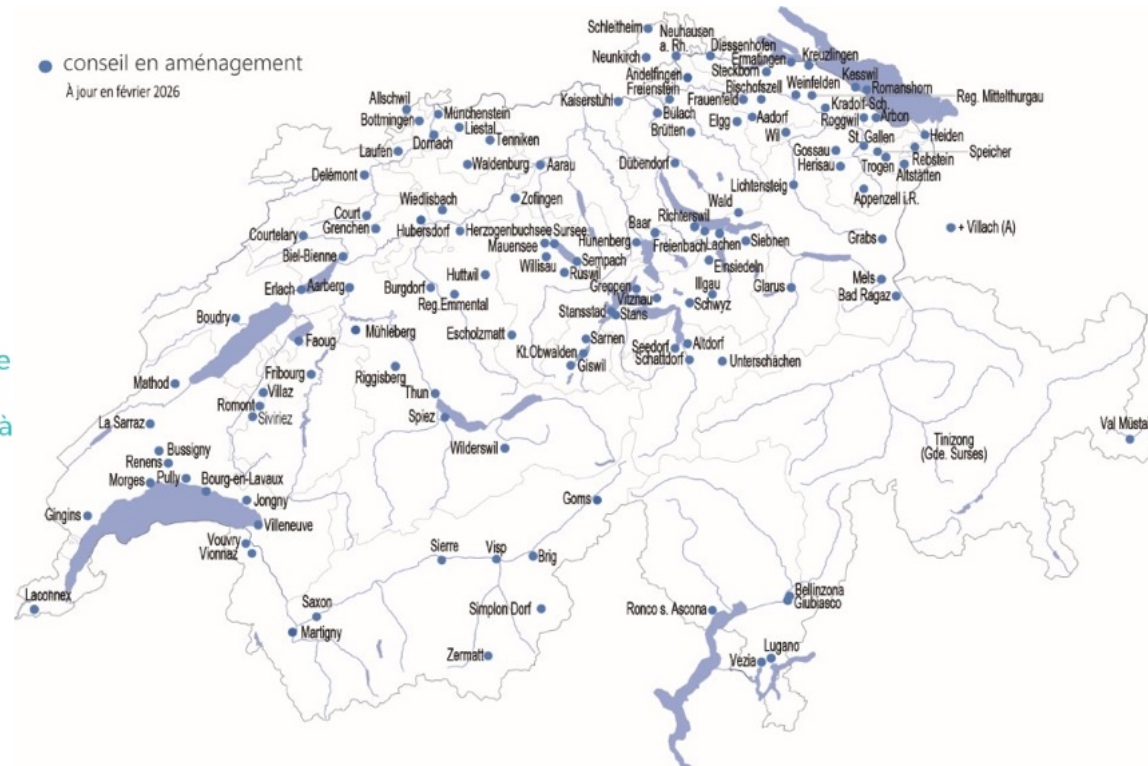 conseil en aménagement
À jour en février 2026
e
à
Schleitheim
Neuhausen
a. Rh.
Diessenhofen
Ermatingen
Kreuzlingen
Neunkirch
Steckborn
Kesswil
Andelfingen
Bischofszell
Weinfelden
Romanshorn
Freienstein
Reg. Mittelthurgau
Allschwil
Kaiserstuhl
Frauenfeld
Kradolf-Sch.
Münchenstein
Bottmingen
Bülach
Elgg
Aadorf
Roggwil
Arbon
Liestal
Brütten
Wil
St. Gallen
Heiden
Dornach
Tenniken
Gossau
Speicher
Laufen
Herisau
Trogen
Rebstein
Waldenburg
Aarau
Dübendorf
Altstätten
Delémont
Lichtensteig
Appenzell i.R.
Wiedlisbach
Zofingen
Wald
Court
Richterswil
Grenchen
Baar
+ Villach (A)
Courtelary
Hubersdorf
Herzogenbuchsee
Sursee
Hünenberg
Freienbach
Lachen
Siebnen
Grabs
Mauensee
Biel-Bienne
Willisau
Sempach
Einsiedeln
Huttwil
Ruswil
Mels
Erlach
Aarberg
Burgdorf
Greppen
Illgau
Glarus
Bad Ragaz
Reg.Emmental
Vitznau
Schwyz
Boudry
Stansstad
Stans
Mühleberg
Escholzmatt
Sarnen
Altdorf
Faoug
Seedorf
Kt.Obwalden
Schattdorf
Unterschächen
Giswil
Fribourg
Riggisberg
Mathod
Villaz
Thun
Romont
Siviriez
Spiez
La Sarraz
Val Müsta
Tinizong
(Gde. Surses)
Wilderswil
Bussigny
Renens
Morges
Pully
Bourg-en-Lavaux
Jongny
Goms
Gingins
Villeneuve
Vouvry
Vionnaz
Sierre
Visp
Brig
Laconnex
Saxon
Simplon Dorf
Ronco s. Ascona
Bellinzona
Giubiasco
Martigny
Zermatt
Lugano
Vezia